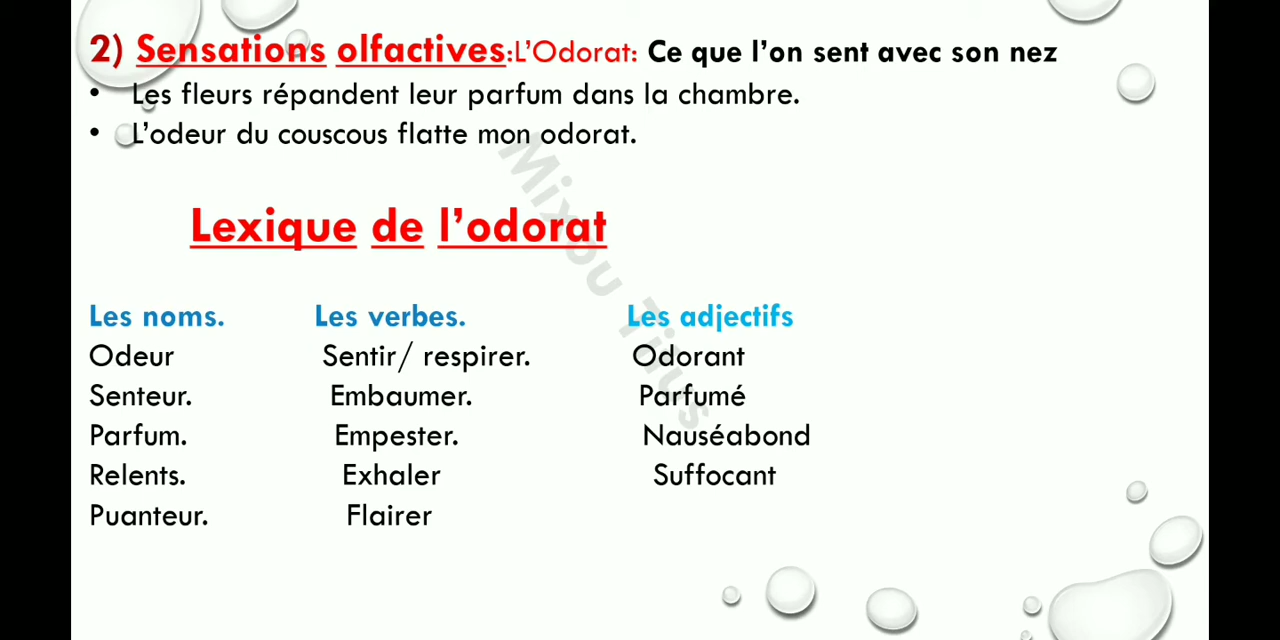 2) Sensations olfactives:L'Odorat: Ce que l'on sent avec son nez
• Les fleurs répandent leur parfum dans la chambre.
• L'odeur du couscous flatte mon odorat.
Lexique de l'odorat
Les noms. Les verbes. Les adjectifs
Odeur Sentir/ respirer. Odorant
Senteur. Embaumer. Parfumé
Parfum. Empester. Nauséabond
Relents. Exhaler Suffocant
Puanteur. Flairer
Mixou Titus